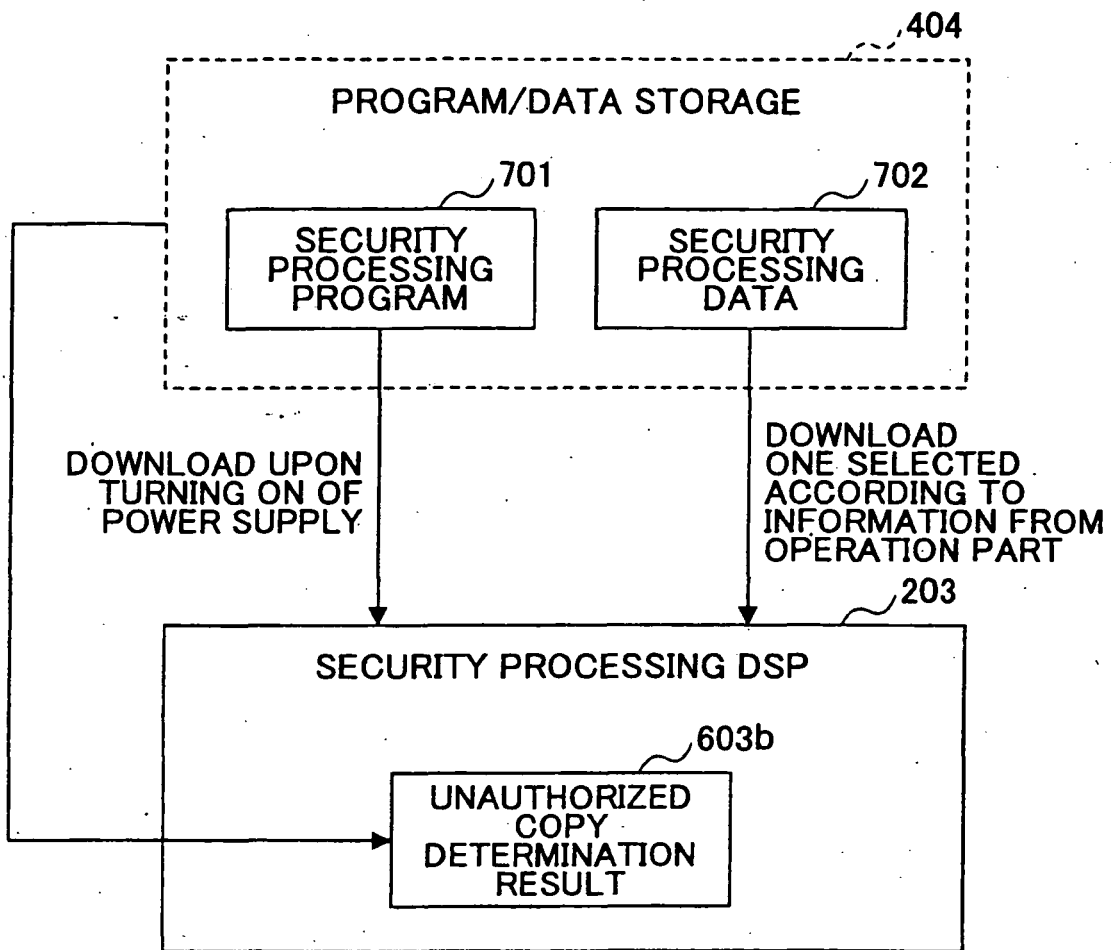 404
PROGRAM/DATA STORAGE
701
702
SECURITY
PROCESSING
PROGRAM
SECURITY
PROCESSING
DATA
DOWNLOAD UPON
TURNING ON OF
POWER SUPPLY
DOWNLOAD
ONE SELECTED
ACCORDING TO
INFORMATION FROM
OPERATION PART
203
SECURITY PROCESSING DSP
603b
UNAUTHORIZED
COPY
DETERMINATION
RESULT